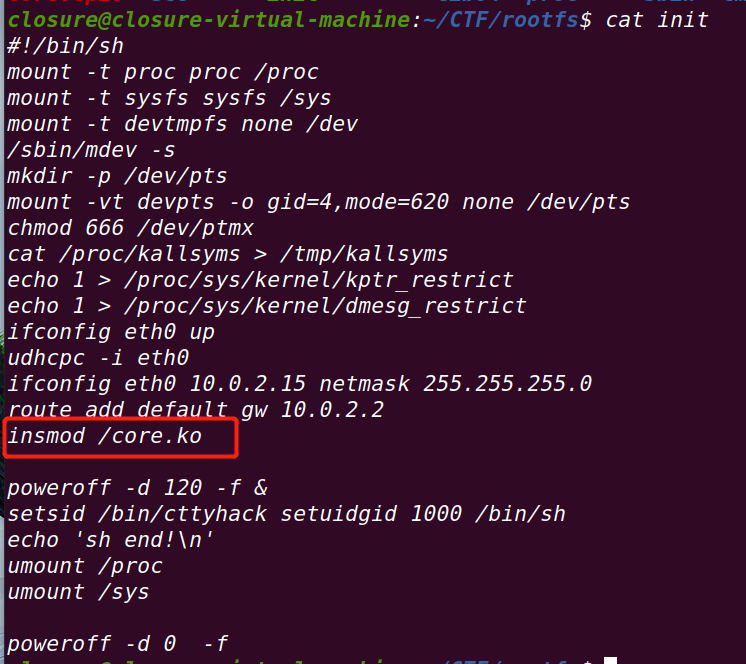 closure@closure-virtual-machine:~/CTF/rootfs$ cat init
#!/bin/sh
mount -t proc proc /proc
mount -t sysfs sysfs /sys
mount -t devtmpfs none /dev
/sbin/mdev -s
mkdir -p /dev/pts
mount -vt devpts -o gid=4,mode=620 none /dev/pts
chmod 666 /dev/ptmx
cat /proc/kallsyms > /tmp/kallsyms
echo 1 > /proc/sys/kernel/kptr_restrict
echo 1 > /proc/sys/kernel/dmesg_restrict
ifconfig eth0 up
udhcpc -i eth0
ifconfig eth0 10.0.2.15 netmask 255.255.255.0
route add default gw 10.0.2.2
insmod /core.ko
poweroff -d 120 -f &
setsid /bin/cttyhack setuidgid 1000 /bin/sh
echo 'sh end!\n'
umount /proc
umount /sys
poweroff -d 0  -f